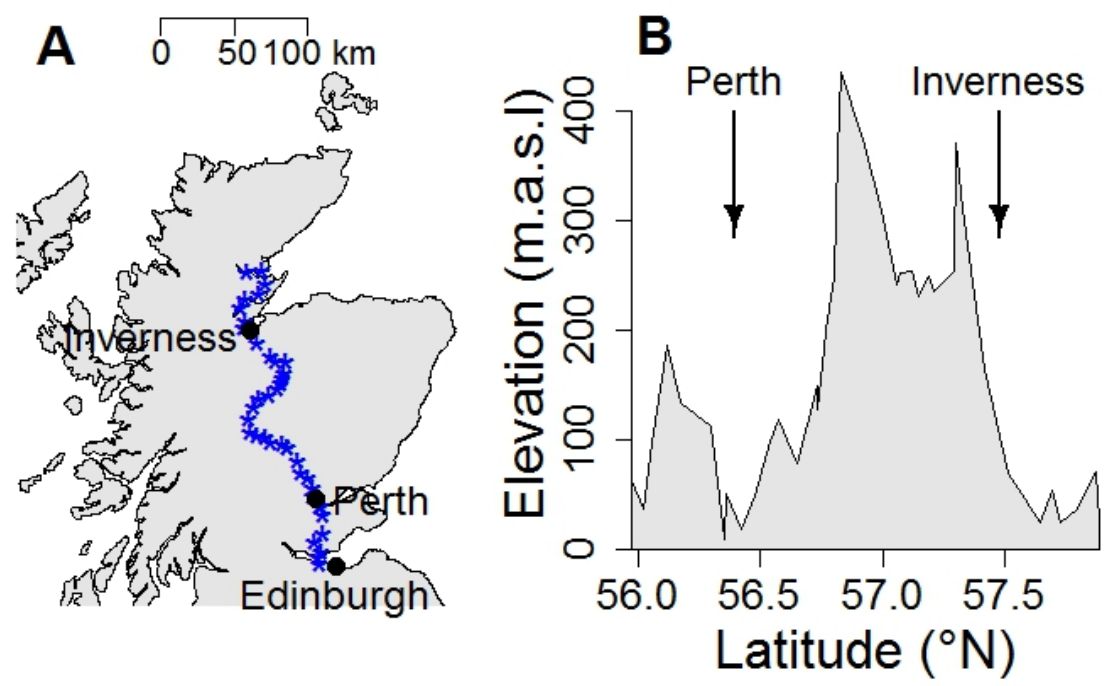 A
0 50 100 km
Inverness
Perth
Edinburgh
B
Perth Inverness
Elevation (m.a.s.l)
400
300
200
100
0
56.0 56.5 57.0 57.5
Latitude (°N)